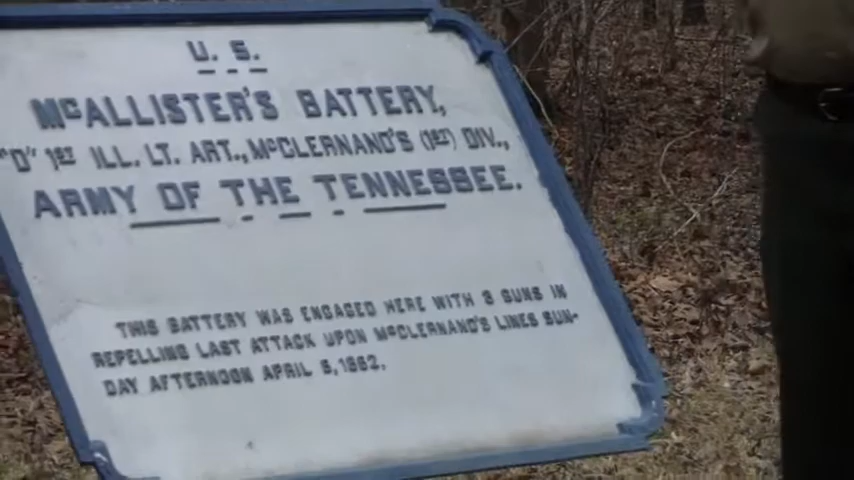 U. S.
McALLISTER'S BATTERY,
"D" 1ST ILL. LT. ART., McCLERNAND'S (1ST) DIV.,
ARMY OF THE TENNESSEE.
THIS BATTERY WAS ENGAGED HERE WITH 3 GUNS IN
REPELLING LAST ATTACK UPON McCLERNAND'S LINES SUN-
DAY AFTERNOON APRIL 6, 1862.